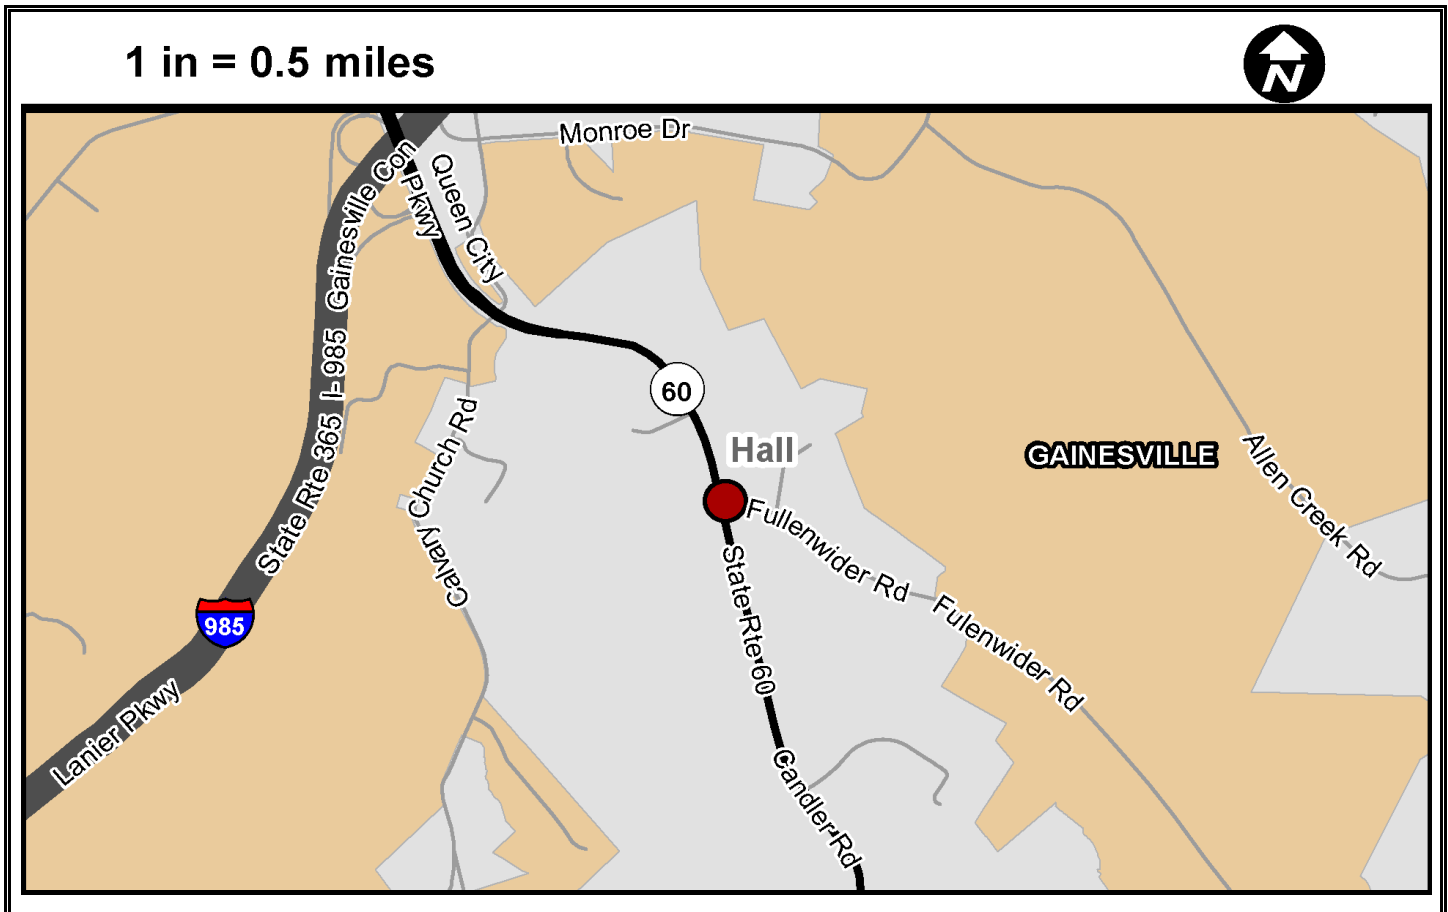 1 in = 0.5 miles
N
Monroe Dr
Gainesville Con
Pkwy
Queen City
I- 985
State Rte 365
60
Hall
GAINESVILLE
Calvary Church Rd
Allen Creek Rd
Fullenwider Rd
Fulenwider Rd
State Rte 60
985
Lanier Pkwy
Candler Rd